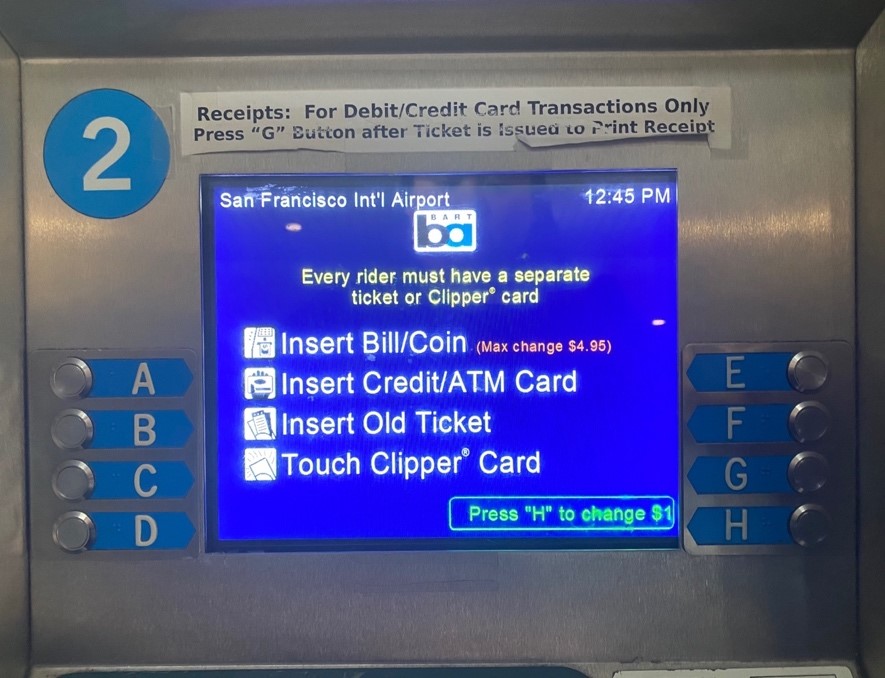 2
Receipts: For Debit/Credit Card Transactions Only
Press “G” Button after Ticket is Issued to Print Receipt
San Francisco Int'l Airport 12:45 PM
BART
ba
Every rider must have a separate
ticket or Clipper® card
Insert Bill/Coin (Max change $4.95)
Insert Credit/ATM Card
Insert Old Ticket
Touch Clipper® Card
Press "H" to change $1
A
B
C
D
E
F
G
H